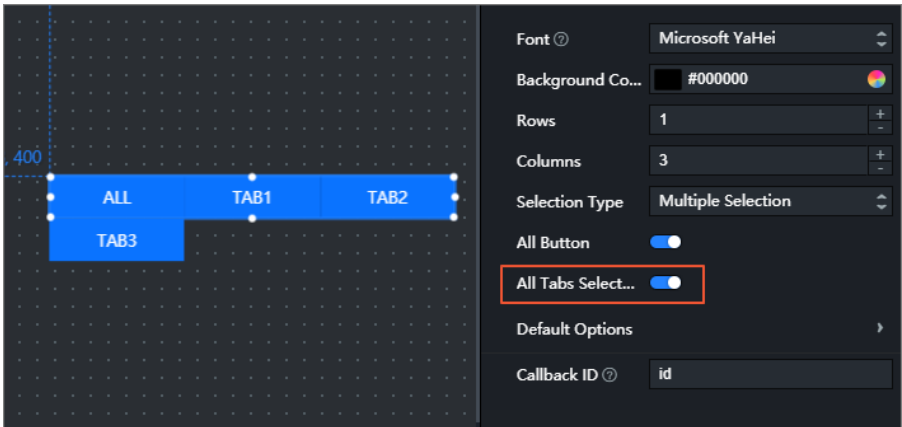 Font
Microsoft YaHei
Background Co...
#000000
Rows
1
+
-
Columns
3
+
-
Selection Type
Multiple Selection
All Button
All Tabs Select...
Default Options
Callback ID
id
, 400
ALL
TAB1
TAB2
TAB3